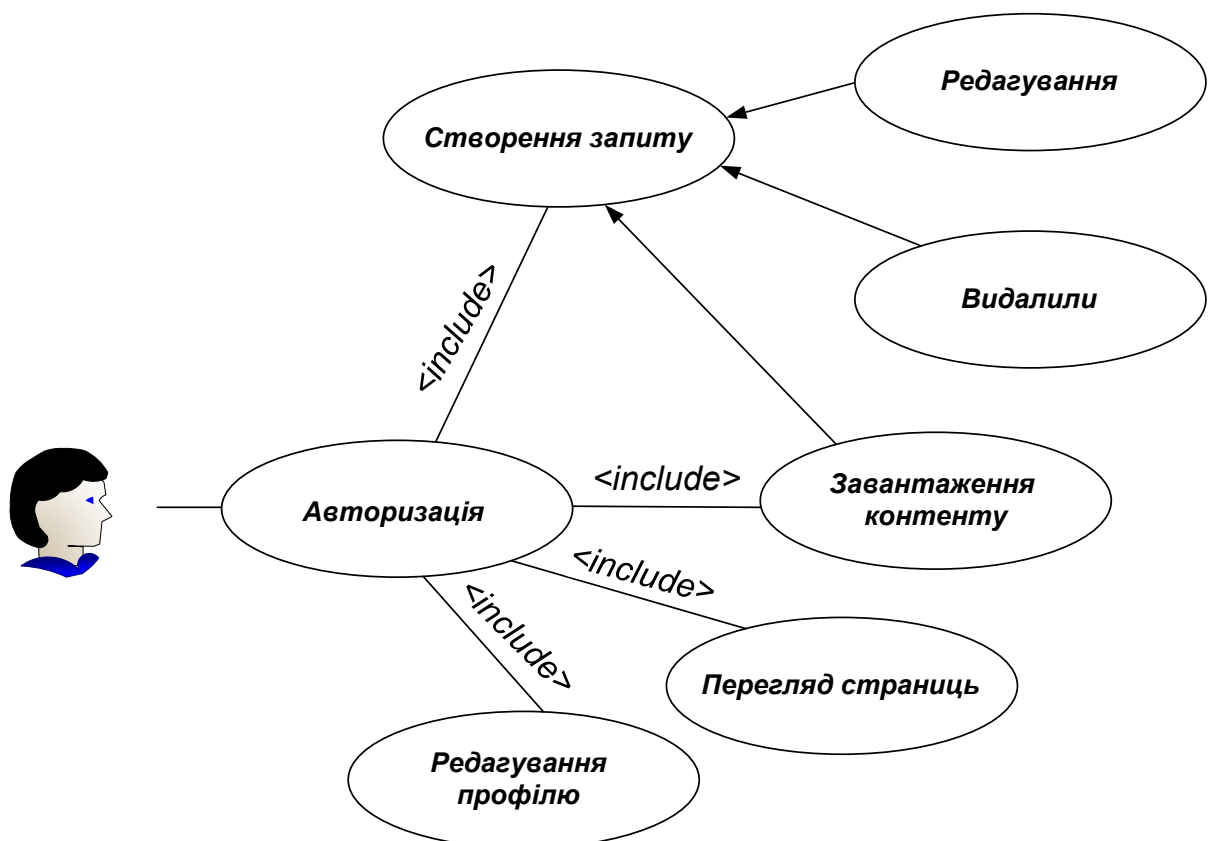 Редагування
Створення запиту
Видалили
<include>
<include>
Завантаження
контенту
Авторизація
<include>
<include>
Перегляд страниць
Редагування
профілю